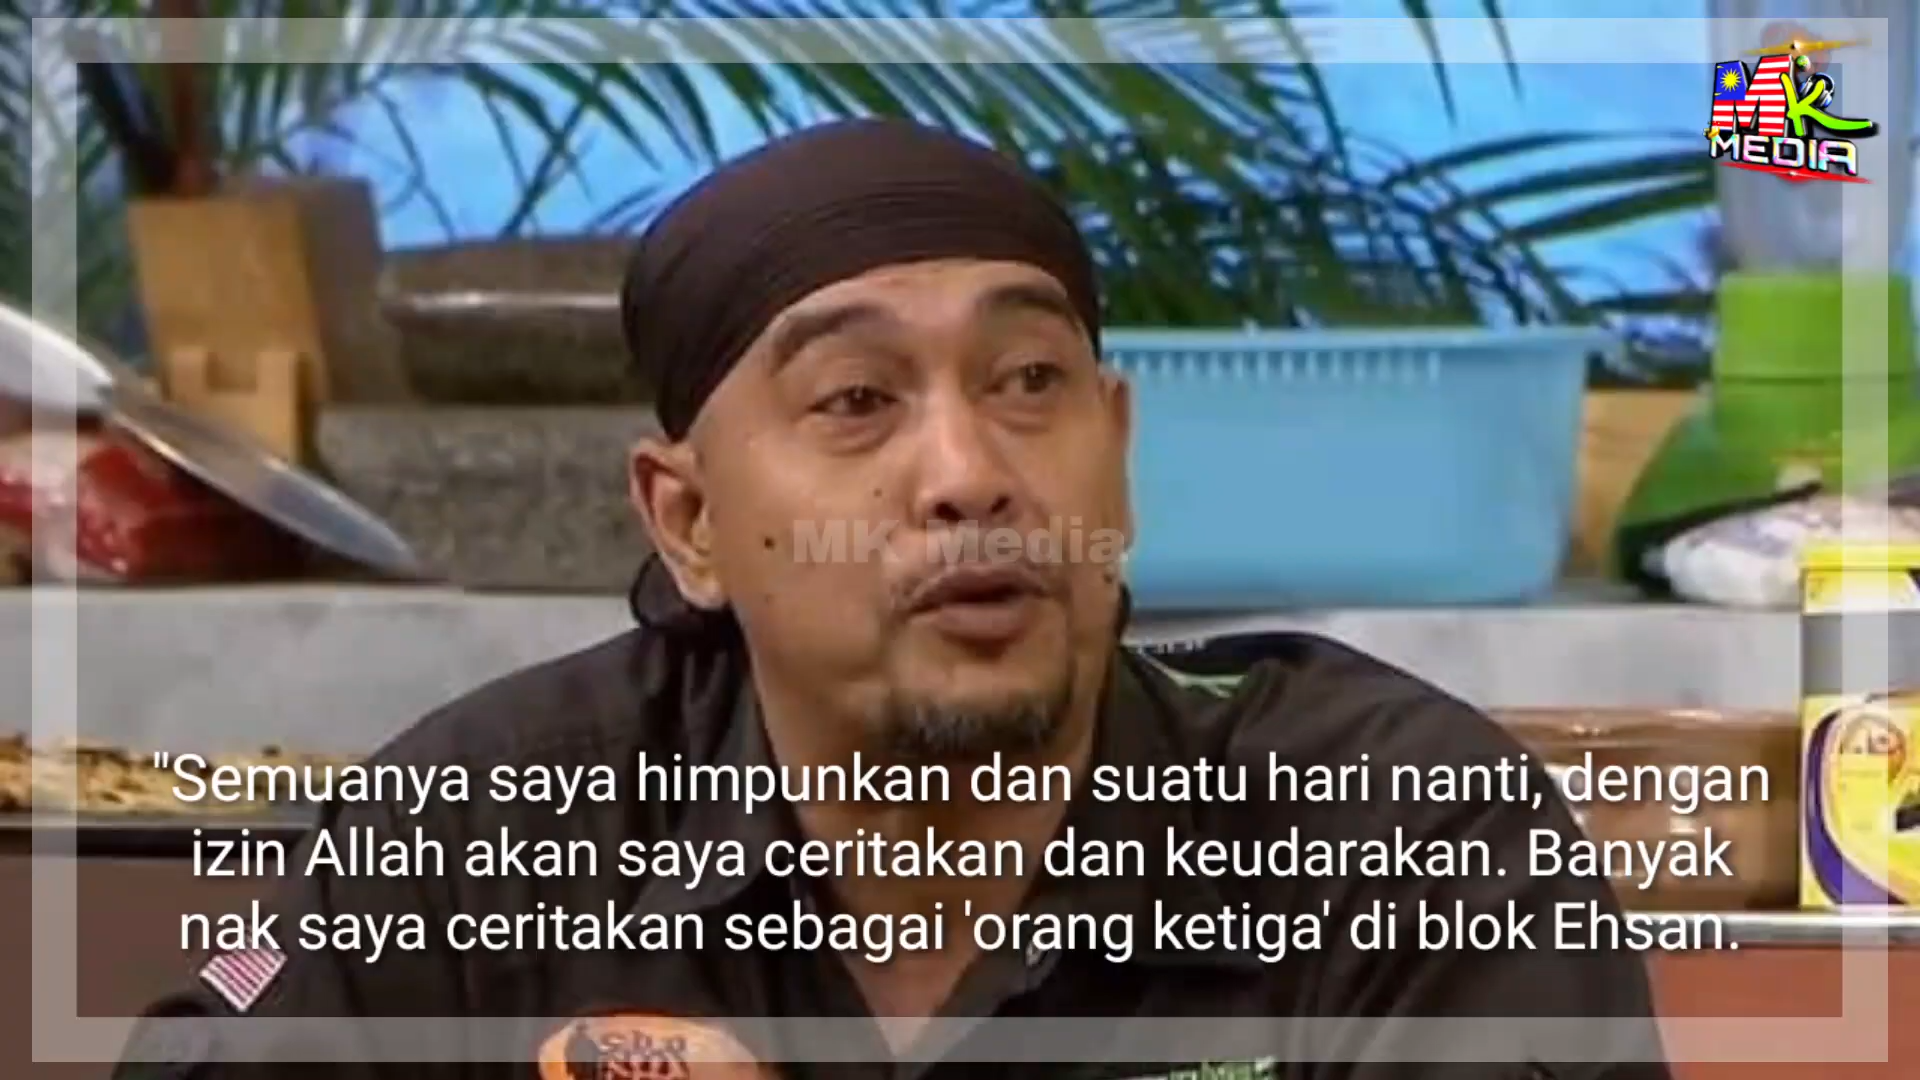 MK
MEDIA
MK Media
"Semuanya saya himpunkan dan suatu hari nanti, dengan
izin Allah akan saya ceritakan dan keudarakan. Banyak
nak saya ceritakan sebagai 'orang ketiga' di blok Ehsan.